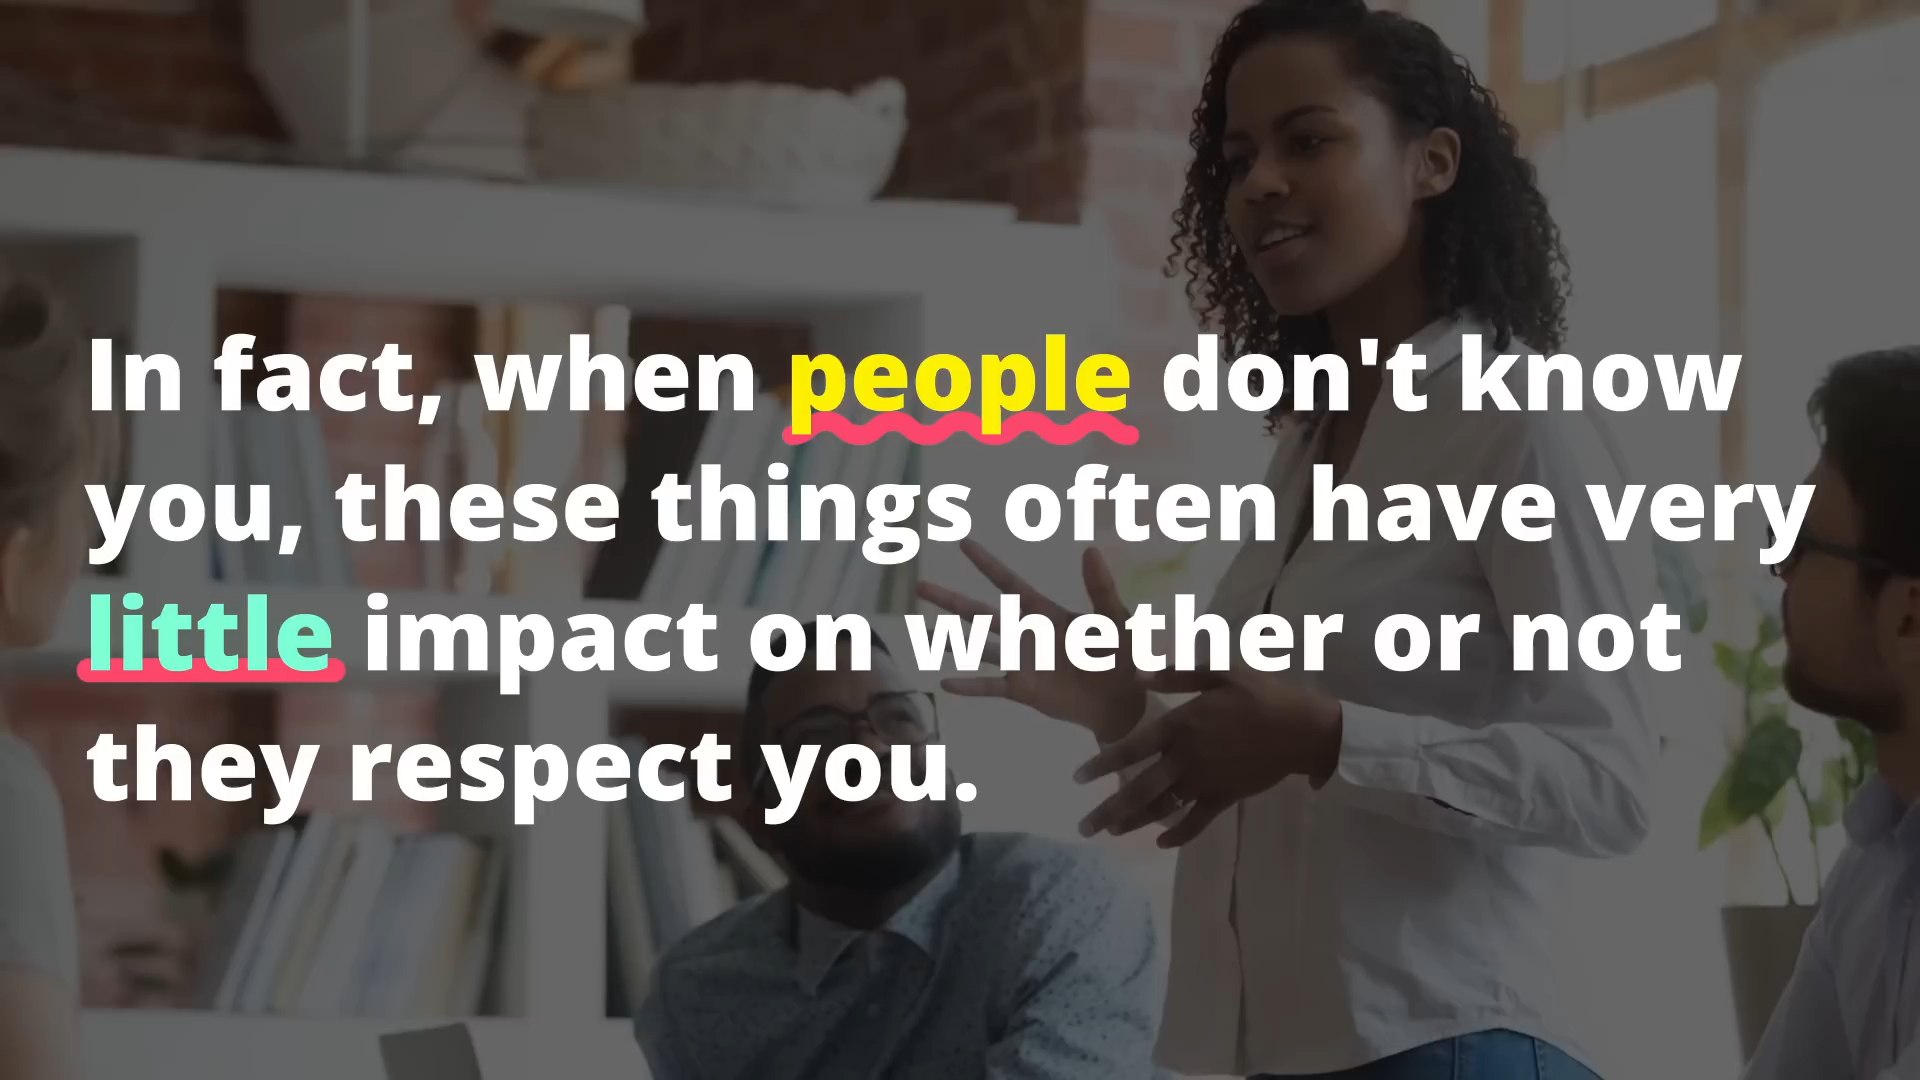 In fact, when people don't know
you, these things often have very
little impact on whether or not
they respect you.